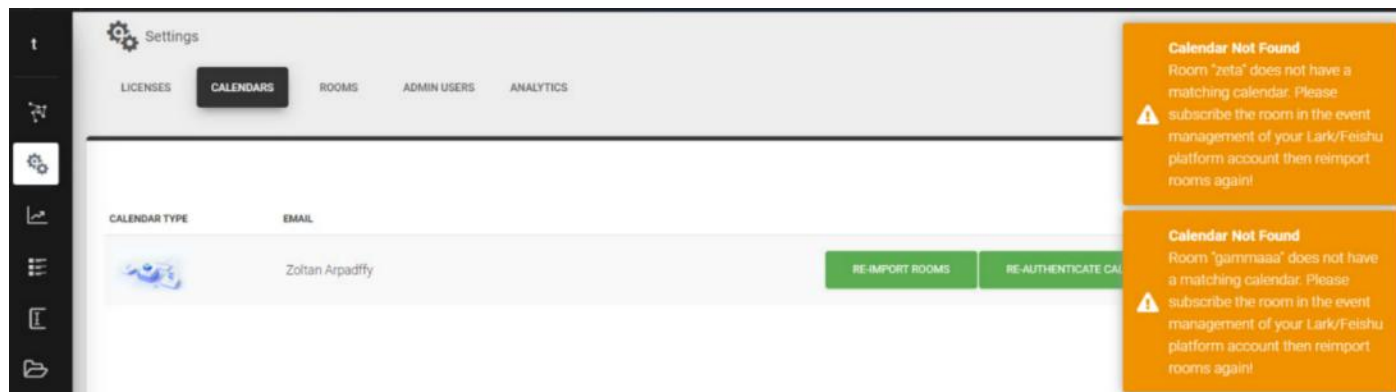 t
Settings
LICENSES
CALENDARS
ROOMS
ADMIN USERS
ANALYTICS
CALENDAR TYPE
EMAIL
Zoltan Arpadffy
RE-IMPORT ROOMS
RE-AUTHENTICATE CAL
Calendar Not Found
Room "zeta" does not have a
matching calendar. Please
subscribe the room in the event
management of your Lark/Feishu
platform account then reimport
rooms again!
Calendar Not Found
Room "gammaaa" does not have
a matching calendar. Please
subscribe the room in the event
management of your Lark/Feishu
platform account then reimport
rooms again!